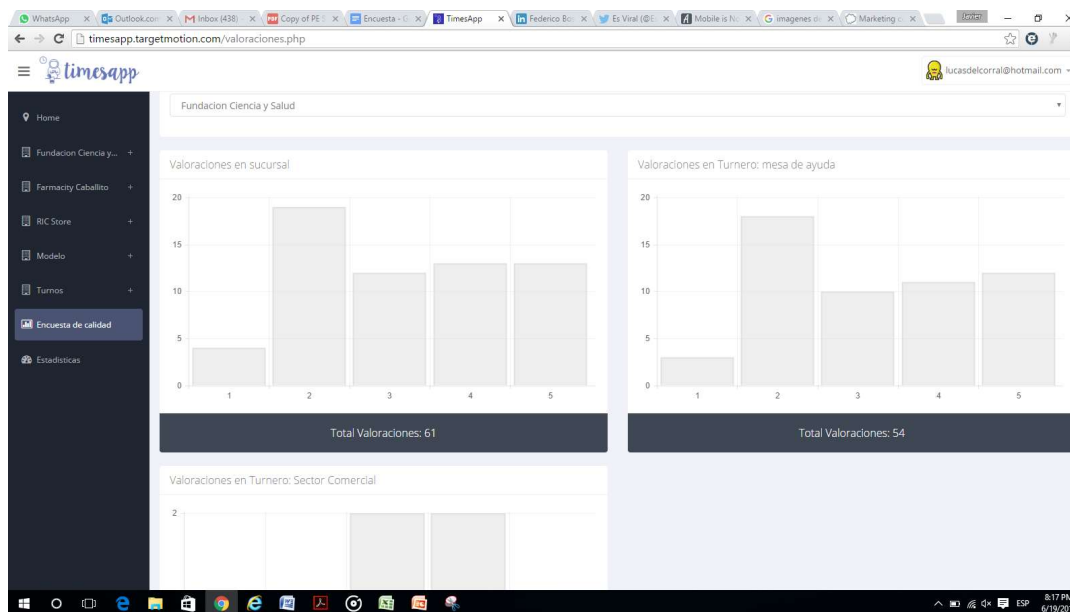 WhatsApp
Outlook.com
Inbox (438)
Copy of PE
Encuesta - G
TimesApp
Federico Bo
Es Viral (@E
Mobile is N
imagenes d
Marketing
Javier
timesapp.targetmotion.com/valoraciones.php
timesapp
lucasdelcorral@hotmail.com
Home
Fundacion Ciencia y... +
Farmacity Caballito +
RIC Store +
Modelo +
Turnos +
Encuesta de calidad
Estadisticas
Fundacion Ciencia y Salud
Valoraciones en sucursal
20
15
10
5
0
1 2 3 4 5
Total Valoraciones: 61
Valoraciones en Turnero: mesa de ayuda
20
15
10
5
0
1 2 3 4 5
Total Valoraciones: 54
Valoraciones en Turnero: Sector Comercial
2
ESP
8:17 PM
6/19/20